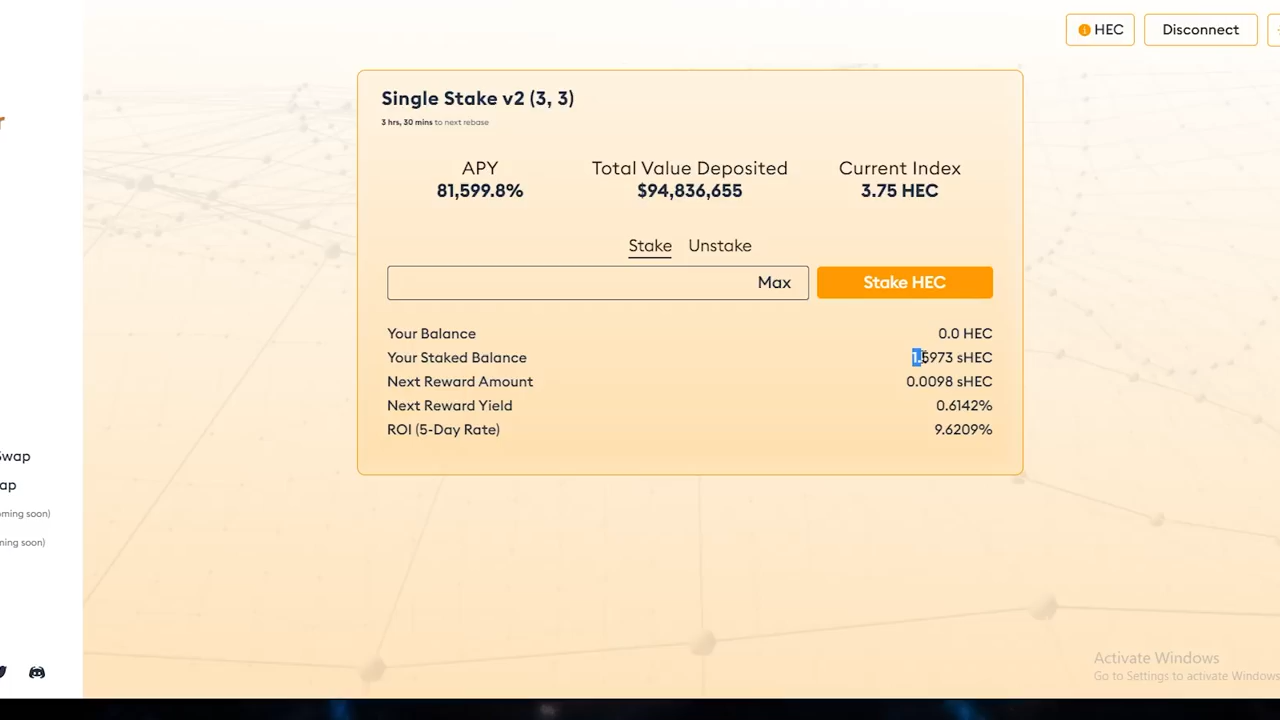 HEC
Disconnect
Single Stake v2 (3, 3)
3 hrs, 30 mins to next rebase
APY
81,599.8%
Total Value Deposited
$94,836,655
Current Index
3.75 HEC
Stake Unstake
Max
Stake HEC
Your Balance 0.0 HEC
Your Staked Balance 1.5973 sHEC
Next Reward Amount 0.0098 sHEC
Next Reward Yield 0.6142%
ROI (5-Day Rate) 9.6209%
Swap
ap
oming soon)
ning soon)
Activate Windows
Go to Settings to activate Windows